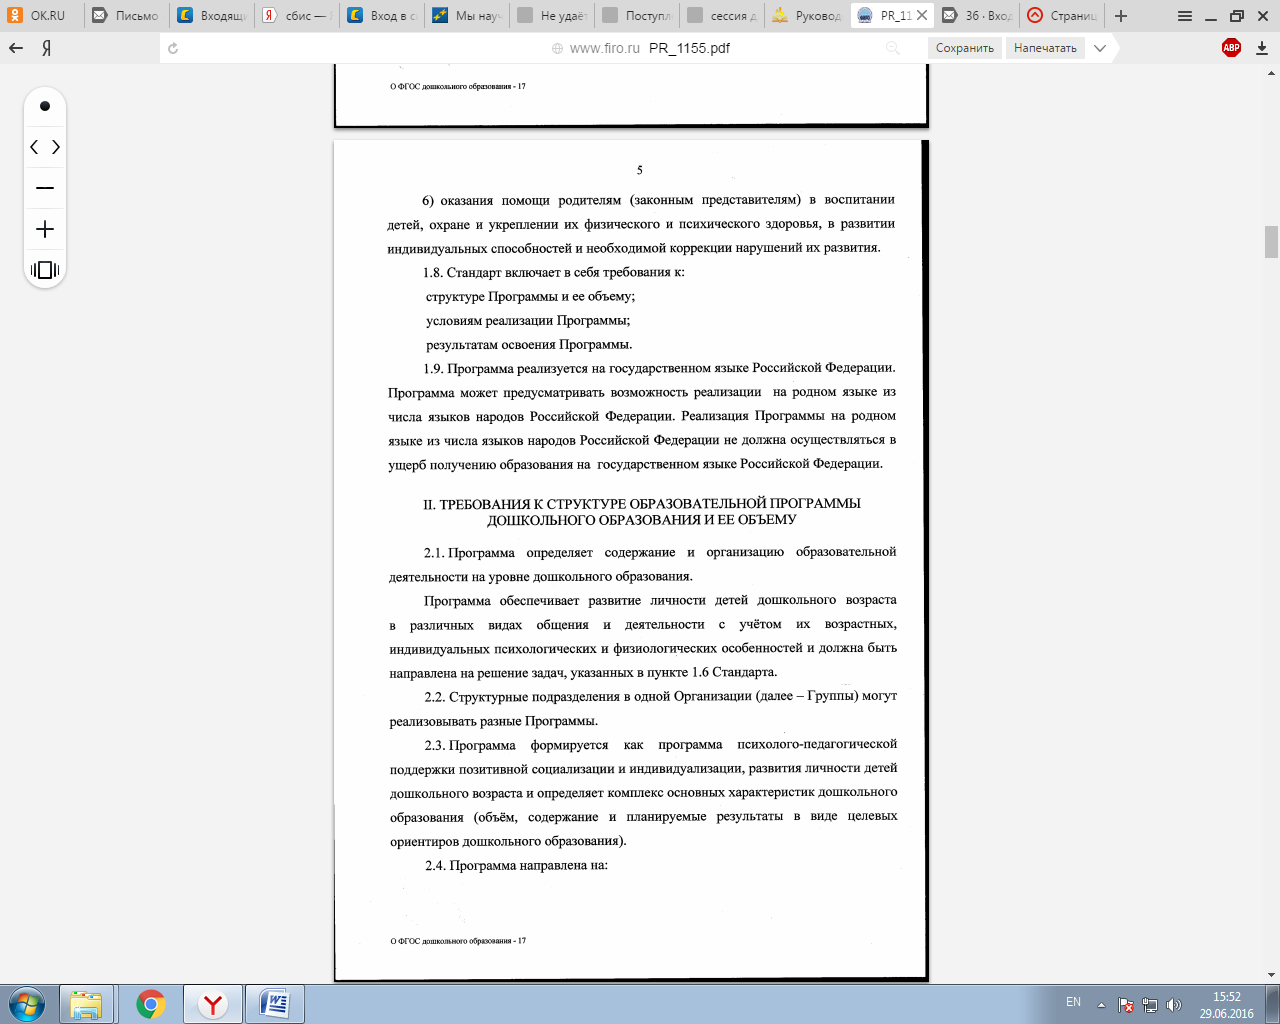 OK.RU
Письмо
Входящи
сбис —
Вход в с
Мы науч
Не удаёт
Поступл
сессия д
Руковод
PR_11
36 · Вход
Страниц
www.firo.ru PR_1155.pdf
Сохранить
Напечатать
ABP
О ФГОС дошкольного образования - 17
5
6) оказания помощи родителям (законным представителям) в воспитании
детей, охране и укреплении их физического и психического здоровья, в развитии
индивидуальных способностей и необходимой коррекции нарушений их развития.
1.8. Стандарт включает в себя требования к:
структуре Программы и ее объему;
условиям реализации Программы;
результатам освоения Программы.
1.9. Программа реализуется на государственном языке Российской Федерации.
Программа может предусматривать возможность реализации на родном языке из
числа языков народов Российской Федерации. Реализация Программы на родном
языке из числа языков народов Российской Федерации не должна осуществляться в
ущерб получению образования на государственном языке Российской Федерации.
II. ТРЕБОВАНИЯ К СТРУКТУРЕ ОБРАЗОВАТЕЛЬНОЙ ПРОГРАММЫ
ДОШКОЛЬНОГО ОБРАЗОВАНИЯ И ЕЕ ОБЪЕМУ
2.1. Программа определяет содержание и организацию образовательной
деятельности на уровне дошкольного образования.
Программа обеспечивает развитие личности детей дошкольного возраста
в различных видах общения и деятельности с учётом их возрастных,
индивидуальных психологических и физиологических особенностей и должна быть
направлена на решение задач, указанных в пункте 1.6 Стандарта.
2.2. Структурные подразделения в одной Организации (далее – Группы) могут
реализовывать разные Программы.
2.3. Программа формируется как программа психолого-педагогической
поддержки позитивной социализации и индивидуализации, развития личности детей
дошкольного возраста и определяет комплекс основных характеристик дошкольного
образования (объём, содержание и планируемые результаты в виде целевых
ориентиров дошкольного образования).
2.4. Программа направлена на:
О ФГОС дошкольного образования - 17
EN
15:52
29.06.2016